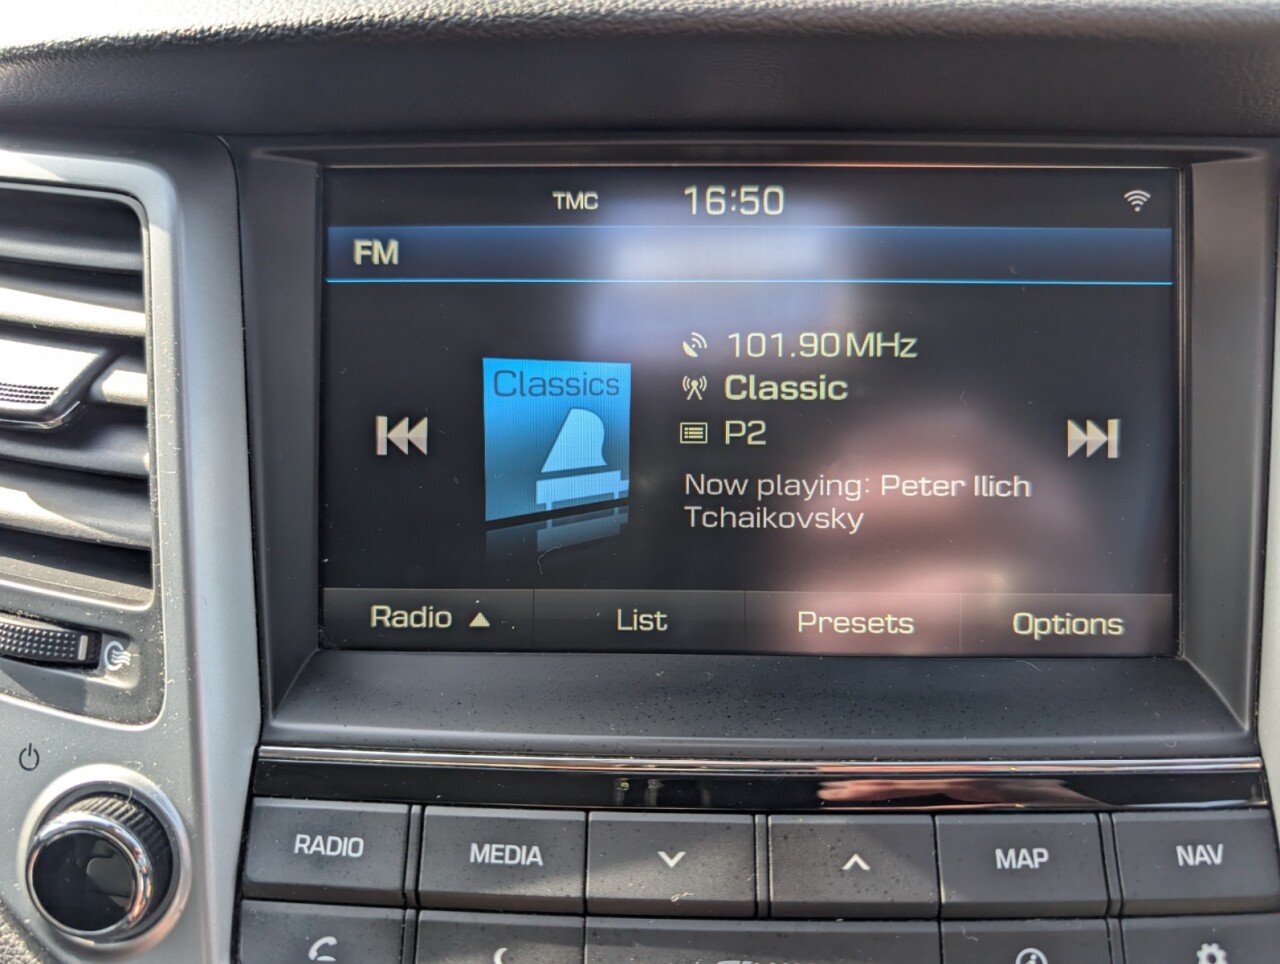 TMC 16:50
FM
Classics
101.90 MHz
Classic
P2
Now playing: Peter Ilich
Tchaikovsky
Radio ▲ List Presets Options
RADIO MEDIA MAP NAV